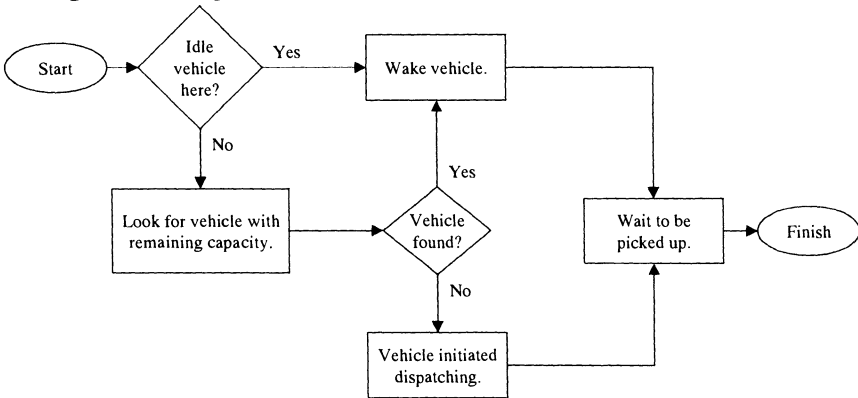 Start
Idle
vehicle
here?
Yes
Wake vehicle.
No
Look for vehicle with
remaining capacity.
Yes
Vehicle
found?
No
Vehicle initiated
dispatching.
Wait to be
picked up.
Finish